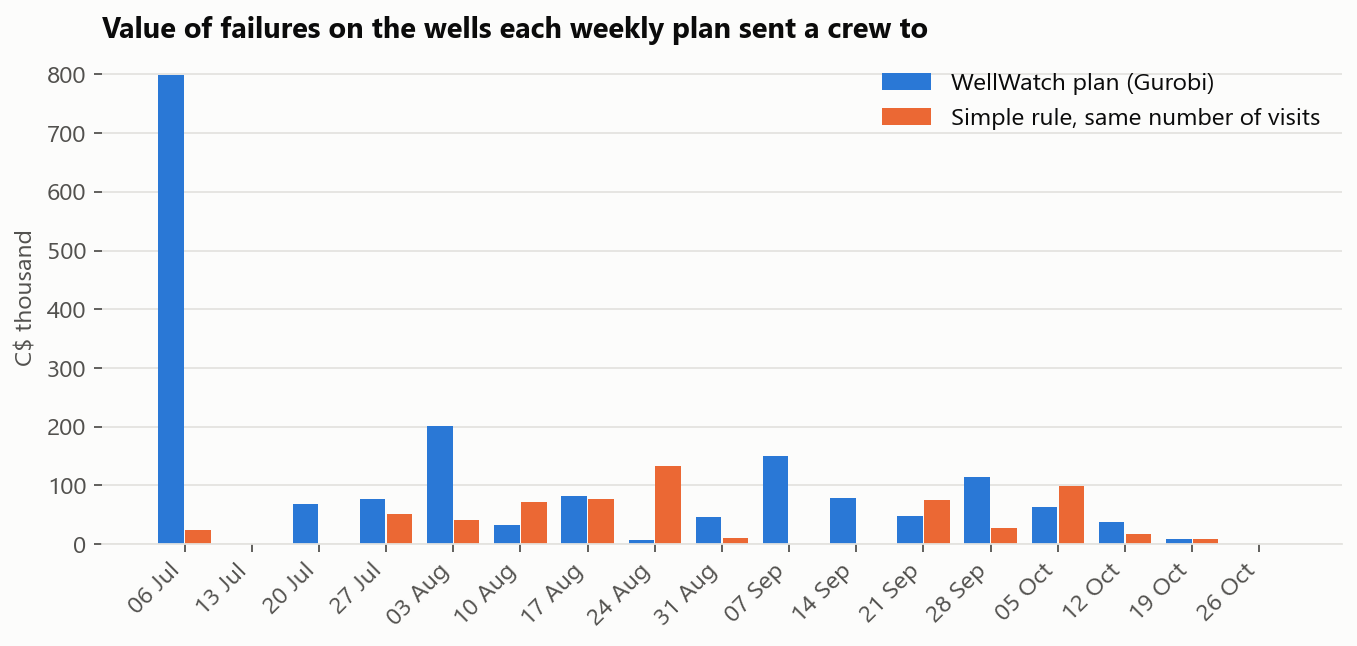 Value of failures on the wells each weekly plan sent a crew to
WellWatch plan (Gurobi)
Simple rule, same number of visits
C$ thousand
800
700
600
500
400
300
200
100
0
06 Jul
13 Jul
20 Jul
27 Jul
03 Aug
10 Aug
17 Aug
24 Aug
31 Aug
07 Sep
14 Sep
21 Sep
28 Sep
05 Oct
12 Oct
19 Oct
26 Oct